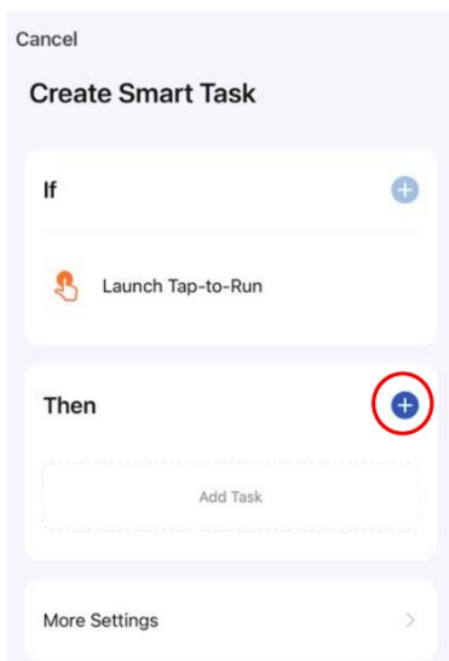 Cancel
Create Smart Task
If
Launch Tap-to-Run
Then
Add Task
More Settings